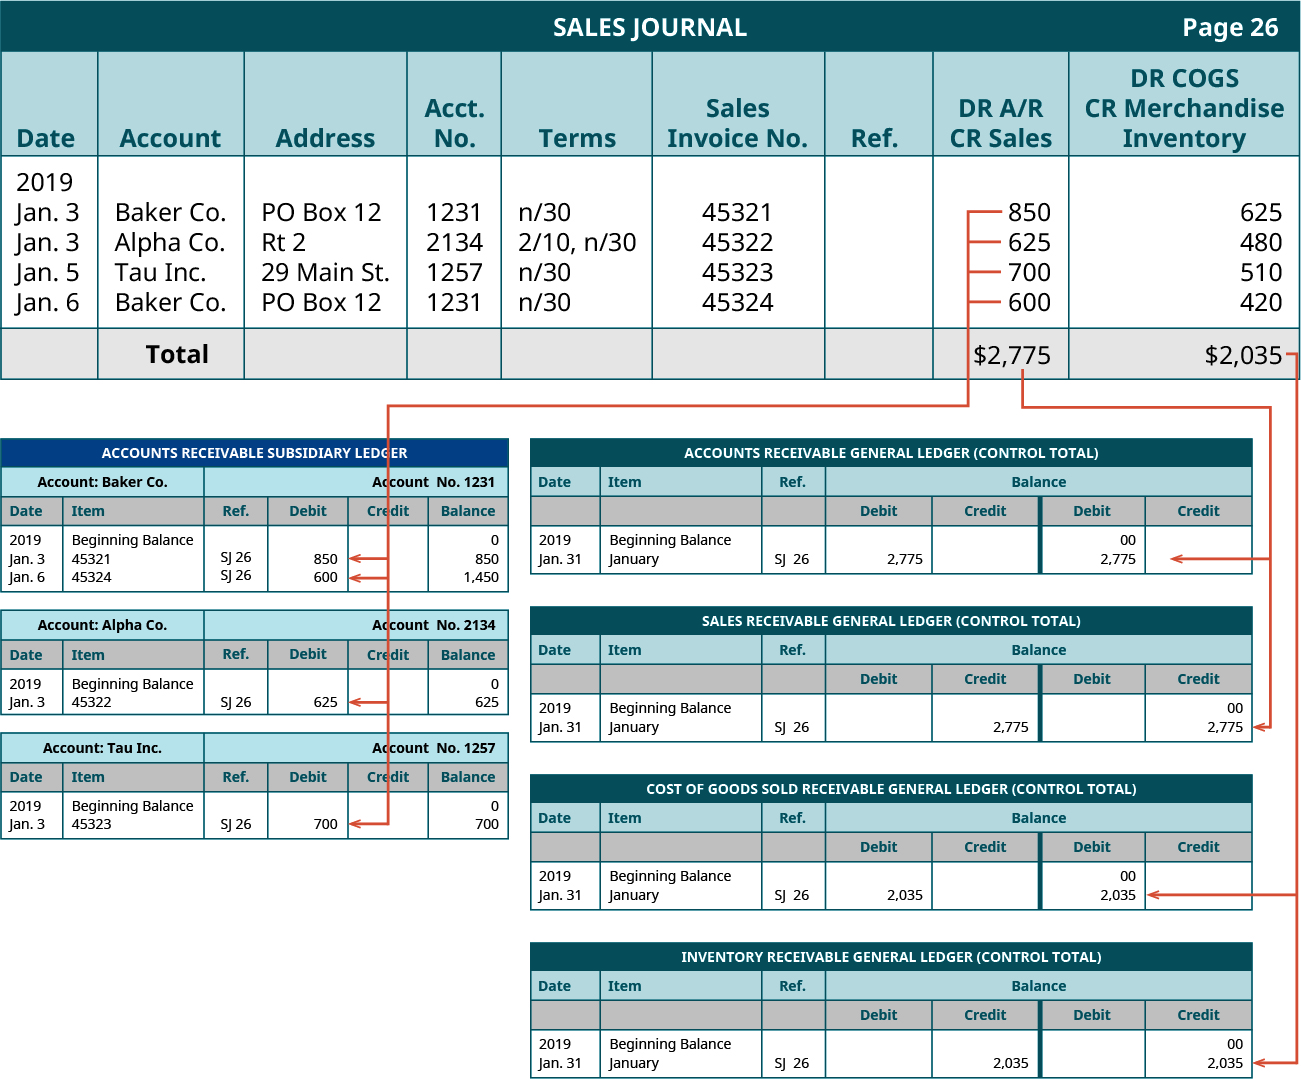 SALES JOURNAL Page 26
Date Account Address Acct. No. Terms Sales Invoice No. Ref. DR A/R CR Sales DR COGS CR Merchandise Inventory
2019
Jan. 3 Baker Co. PO Box 12 1231 n/30 45321 850 625
Jan. 3 Alpha Co. Rt 2 2134 2/10, n/30 45322 625 480
Jan. 5 Tau Inc. 29 Main St. 1257 n/30 45323 700 510
Jan. 6 Baker Co. PO Box 12 1231 n/30 45324 600 420
Total $2,775 $2,035
ACCOUNTS RECEIVABLE SUBSIDIARY LEDGER
Account: Baker Co. Account No. 1231
Date Item Ref. Debit Credit Balance
2019 Beginning Balance 0
Jan. 3 45321 SJ 26 850 850
Jan. 6 45324 SJ 26 600 1,450
Account: Alpha Co. Account No. 2134
Date Item Ref. Debit Credit Balance
2019 Beginning Balance 0
Jan. 3 45322 SJ 26 625 625
Account: Tau Inc. Account No. 1257
Date Item Ref. Debit Credit Balance
2019 Beginning Balance 0
Jan. 3 45323 SJ 26 700 700
ACCOUNTS RECEIVABLE GENERAL LEDGER (CONTROL TOTAL)
Date Item Ref. Balance
Debit Credit Debit Credit
2019 Beginning Balance 00
Jan. 31 January SJ 26 2,775 2,775
SALES RECEIVABLE GENERAL LEDGER (CONTROL TOTAL)
Date Item Ref. Balance
Debit Credit Debit Credit
2019 Beginning Balance 00
Jan. 31 January SJ 26 2,775 2,775
COST OF GOODS SOLD RECEIVABLE GENERAL LEDGER (CONTROL TOTAL)
Date Item Ref. Balance
Debit Credit Debit Credit
2019 Beginning Balance 00
Jan. 31 January SJ 26 2,035 2,035
INVENTORY RECEIVABLE GENERAL LEDGER (CONTROL TOTAL)
Date Item Ref. Balance
Debit Credit Debit Credit
2019 Beginning Balance 00
Jan. 31 January SJ 26 2,035 2,035